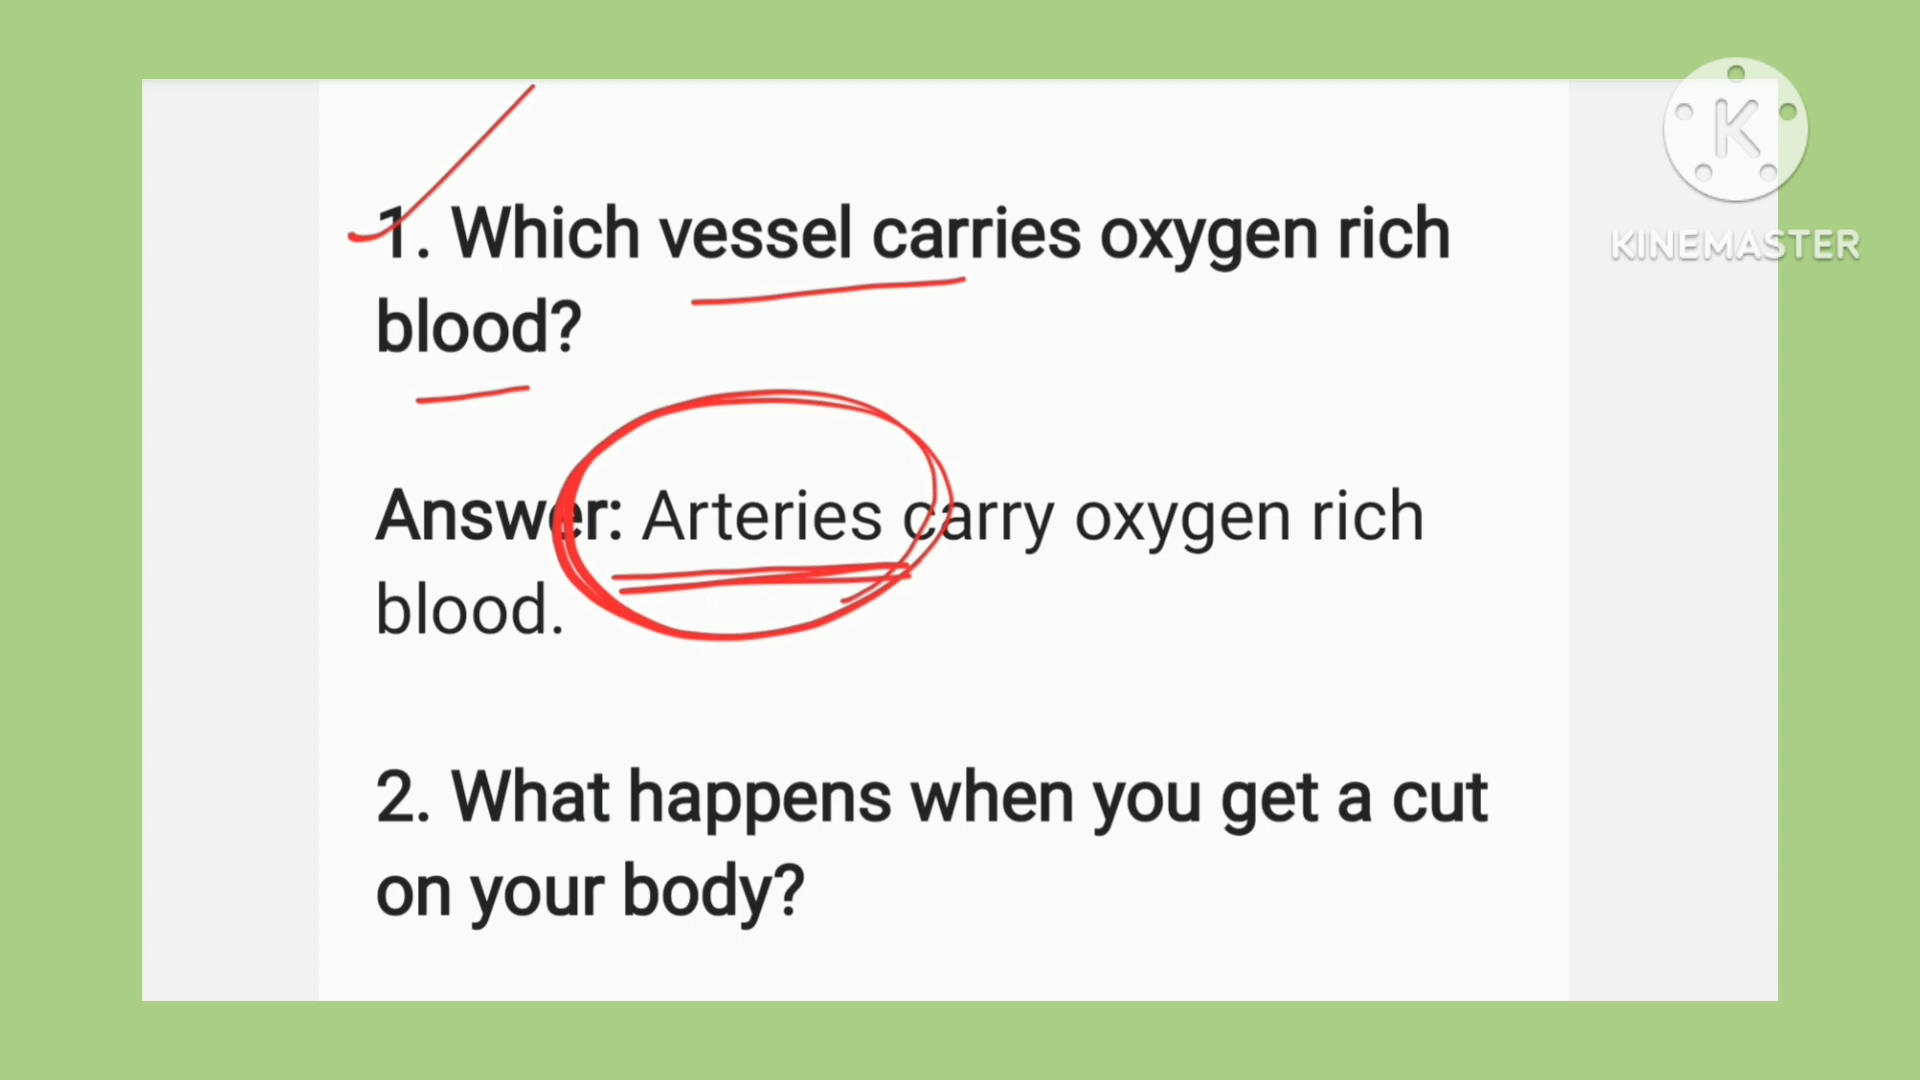 1. Which vessel carries oxygen rich
blood?
Answer: Arteries carry oxygen rich
blood.
2. What happens when you get a cut
on your body?
K
KINEMASTER